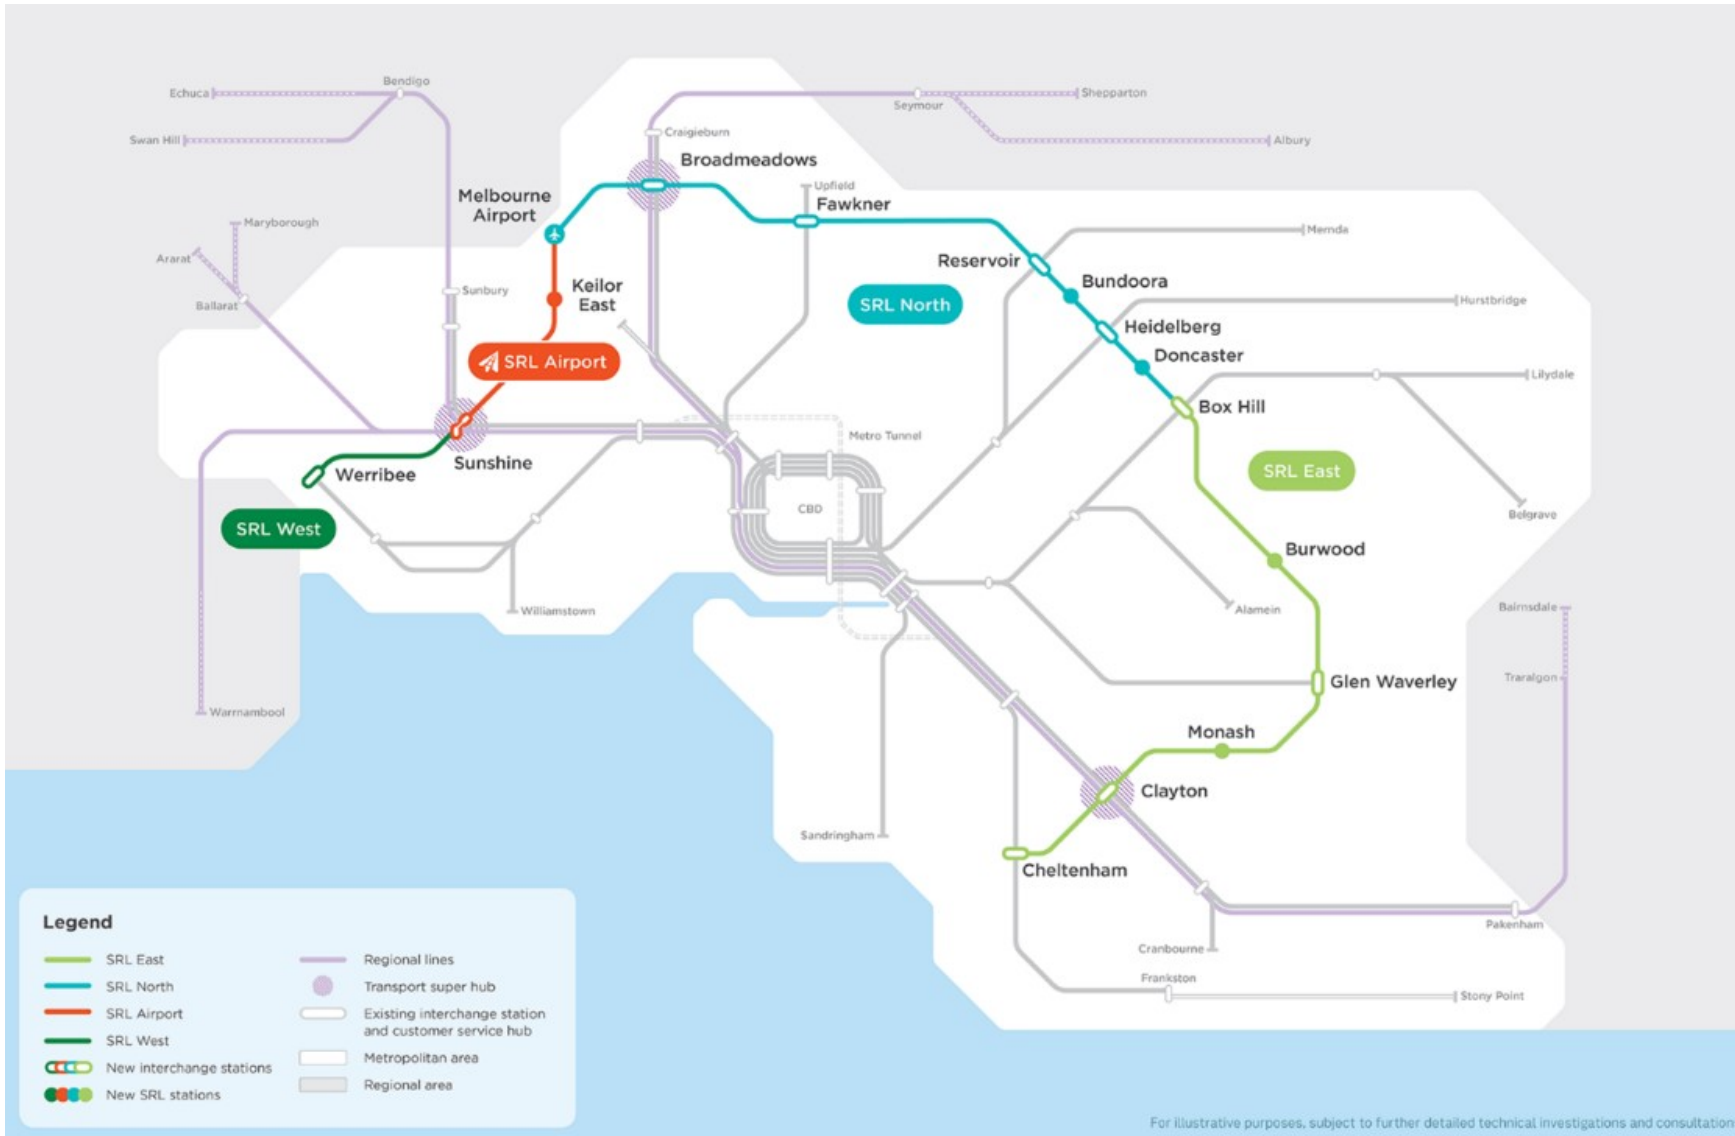 Echuca
Bendigo
Swan Hill
Seymour
Shepparton
Albury
Craigieburn
Broadmeadows
Melbourne
Airport
Upfield
Fawkner
Maryborough
Ararat
Ballarat
Sunbury
Keilor
East
Reservoir
Mernda
Bundoora
SRL North
Hurstbridge
Heidelberg
Doncaster
SRL Airport
Lilydale
Box Hill
Metro Tunnel
Sunshine
Werribee
SRL East
CBD
Belgrave
SRL West
Burwood
Williamstown
Alamein
Bairnsdale
Traralgon
Glen Waverley
Warrnambool
Monash
Clayton
Sandringham
Cheltenham
Pakenham
Cranbourne
Frankston
Stony Point
Legend
SRL East
SRL North
SRL Airport
SRL West
New interchange stations
New SRL stations
Regional lines
Transport super hub
Existing interchange station
and customer service hub
Metropolitan area
Regional area
For illustrative purposes, subject to further detailed technical investigations and consultation